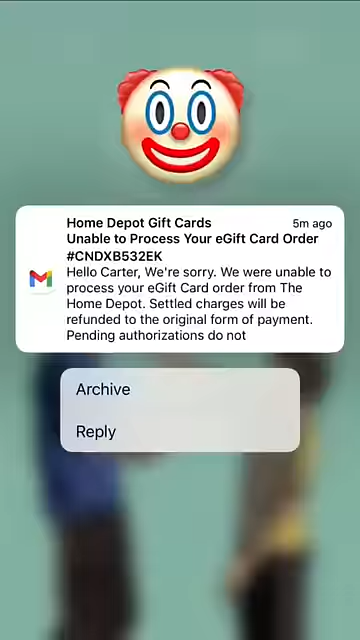 Home Depot Gift Cards 5m ago
Unable to Process Your eGift Card Order
#CNDXB532EK
Hello Carter, We're sorry. We were unable to
process your eGift Card order from The
Home Depot. Settled charges will be
refunded to the original form of payment.
Pending authorizations do not
Archive
Reply